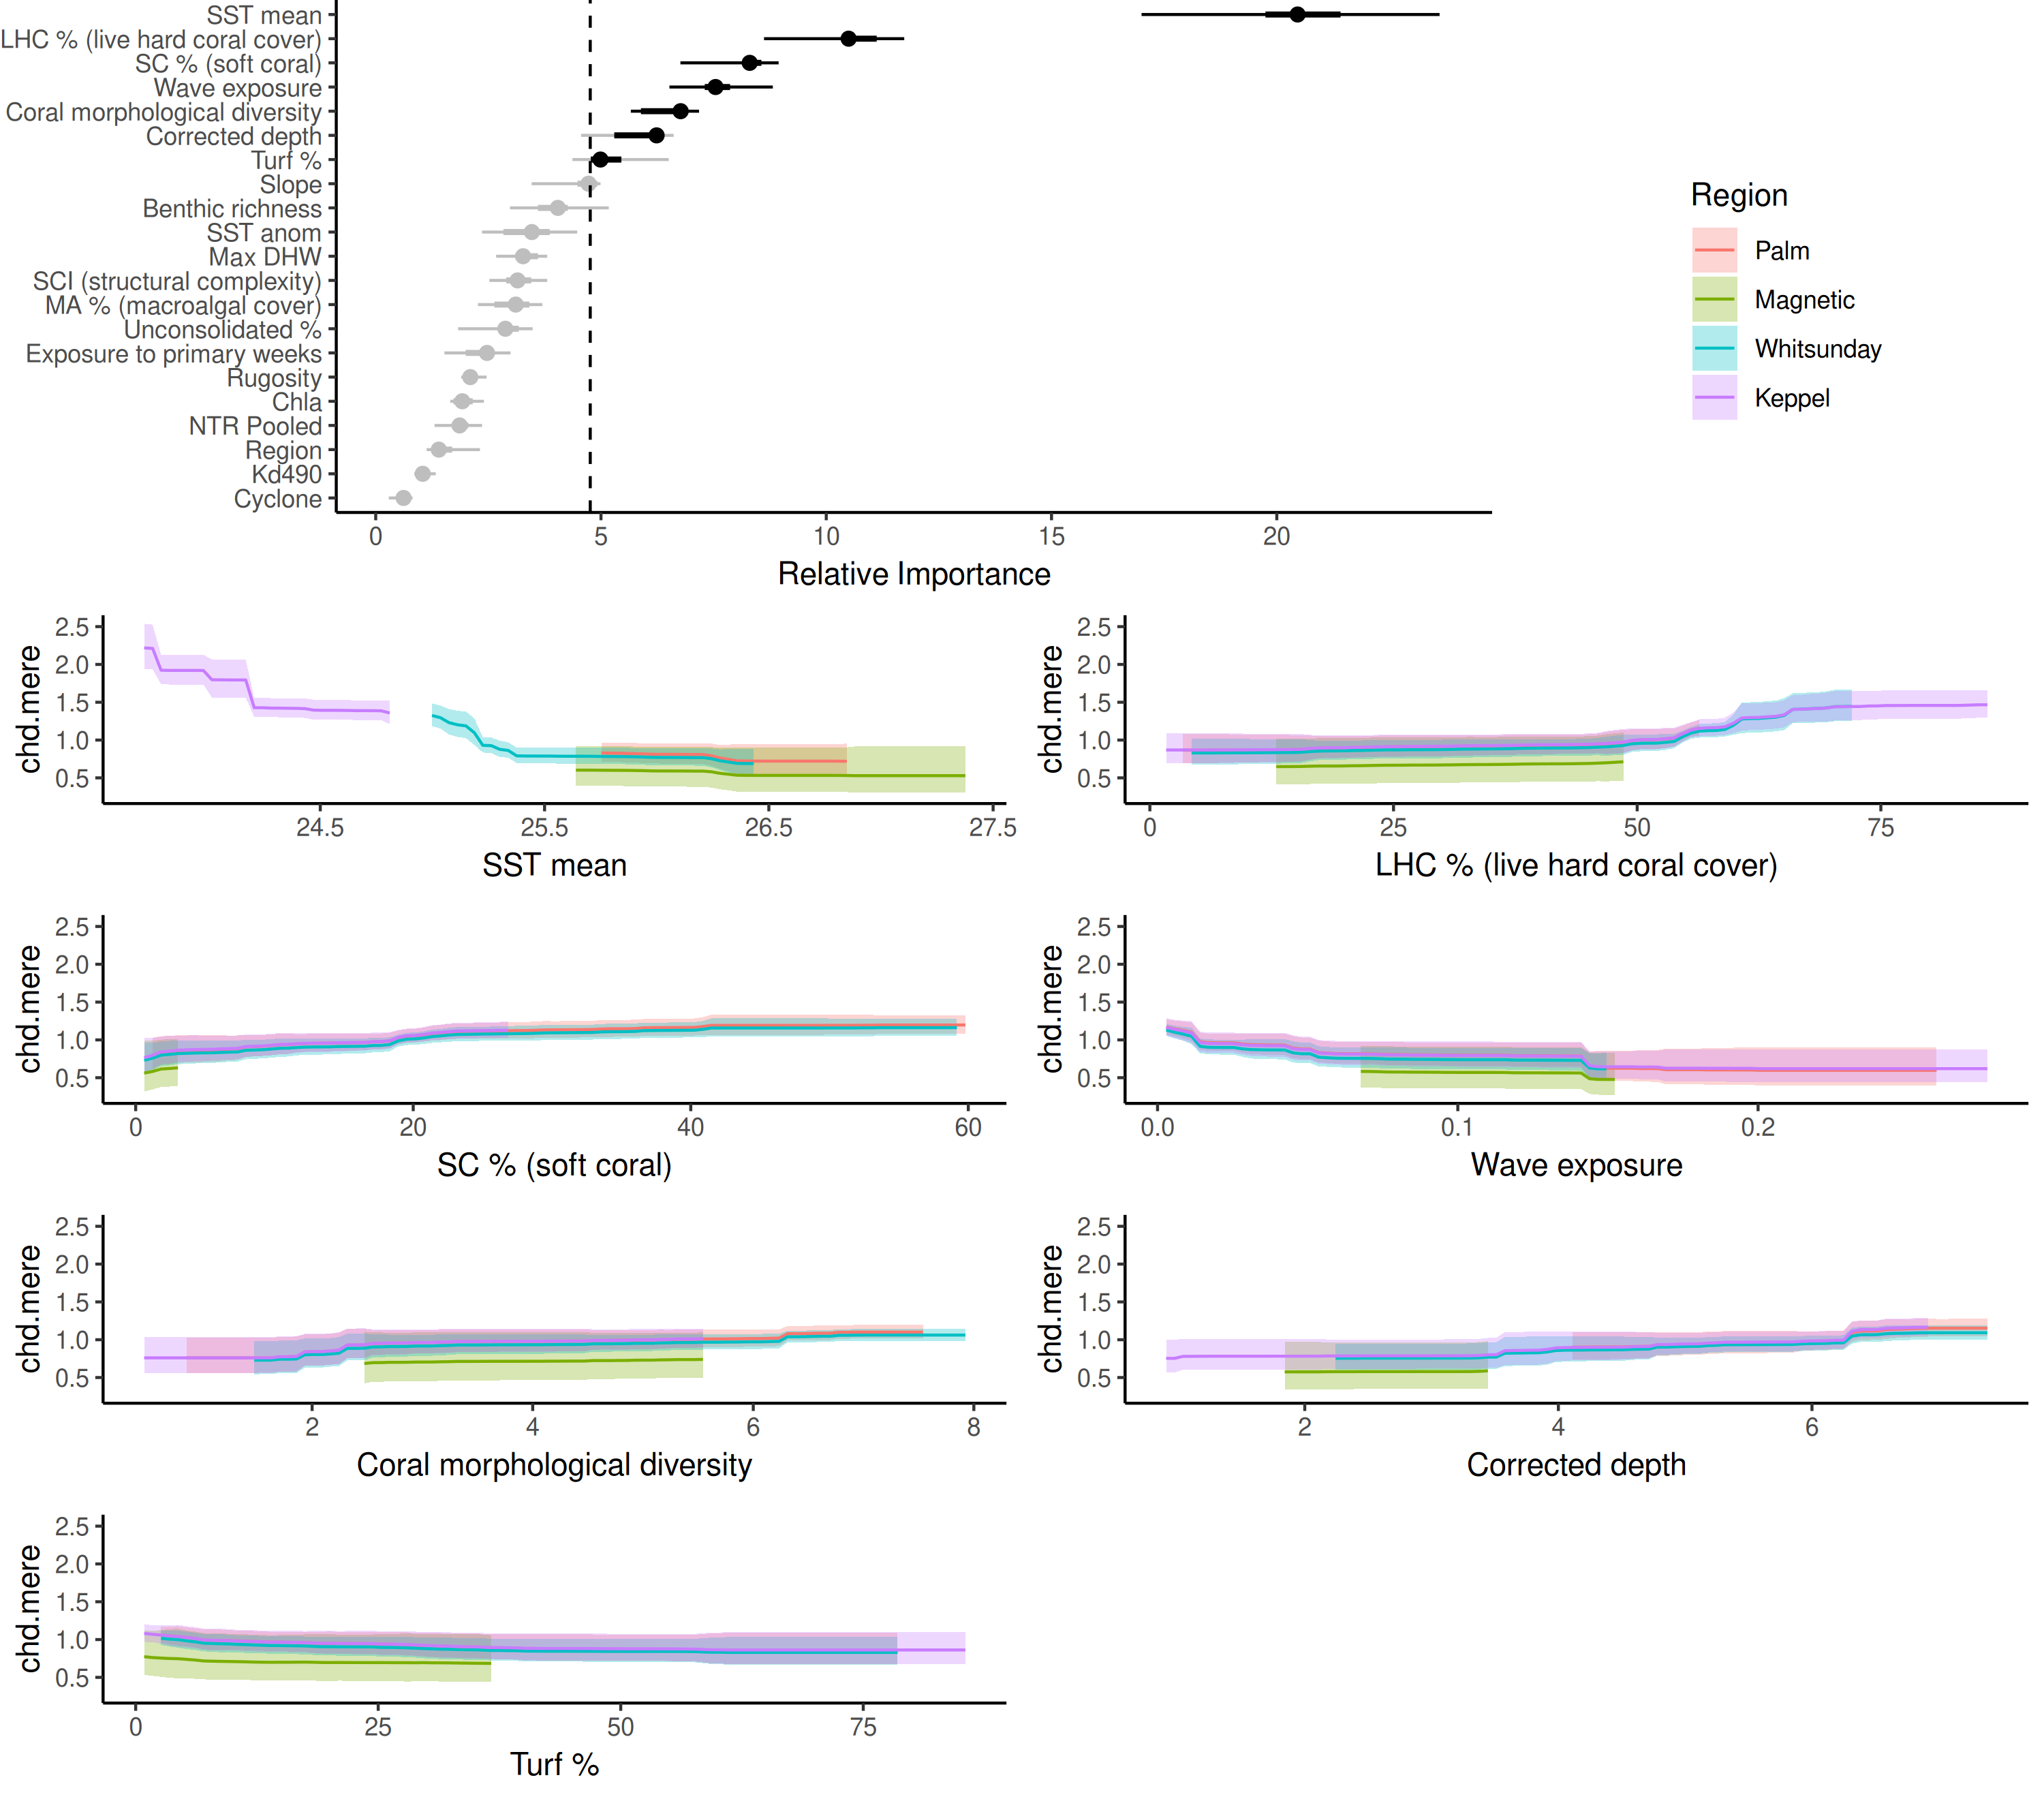 SST mean
LHC % (live hard coral cover)
SC % (soft coral)
Wave exposure
Coral morphological diversity
Corrected depth
Turf %
Slope
Benthic richness
SST anom
Max DHW
SCI (structural complexity)
MA % (macroalgal cover)
Unconsolidated %
Exposure to primary weeks
Rugosity
Chla
NTR Pooled
Region
Kd490
Cyclone
0 5 10 15 20
Relative Importance
Region
Palm
Magnetic
Whitsunday
Keppel
2.5
2.0
1.5
1.0
0.5
chd.mere
24.5 25.5 26.5 27.5
SST mean
2.5
2.0
1.5
1.0
0.5
chd.mere
0 25 50 75
LHC % (live hard coral cover)
2.5
2.0
1.5
1.0
0.5
chd.mere
0 20 40 60
SC % (soft coral)
2.5
2.0
1.5
1.0
0.5
chd.mere
0.0 0.1 0.2
Wave exposure
2.5
2.0
1.5
1.0
0.5
chd.mere
2 4 6 8
Coral morphological diversity
2.5
2.0
1.5
1.0
0.5
chd.mere
2 4 6
Corrected depth
2.5
2.0
1.5
1.0
0.5
chd.mere
0 25 50 75
Turf %